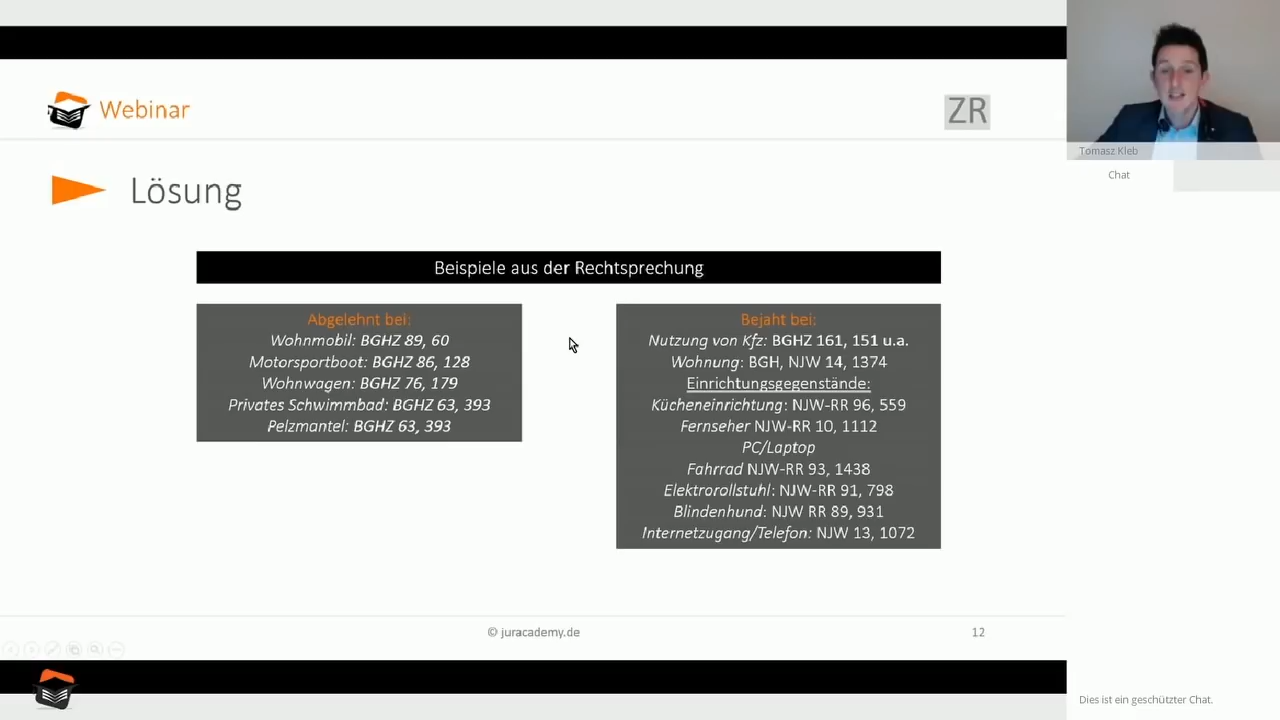 Webinar
ZR
Tomasz Kleb
Chat
Lösung
Beispiele aus der Rechtsprechung
Abgelehnt bei:
Wohnmobil: BGHZ 89, 60
Motorsportboot: BGHZ 86, 128
Wohnwagen: BGHZ 76, 179
Privates Schwimmbad: BGHZ 63, 393
Pelzmantel: BGHZ 63, 393
Bejaht bei:
Nutzung von Kfz: BGHZ 161, 151 u.a.
Wohnung: BGH, NJW 14, 1374
Einrichtungsgegenstände:
Kücheneinrichtung: NJW-RR 96, 559
Fernseher NJW-RR 10, 1112
PC/Laptop
Fahrrad NJW-RR 93, 1438
Elektrorollstuhl: NJW-RR 91, 798
Blindenhund: NJW RR 89, 931
Internetzugang/Telefon: NJW 13, 1072
© juracademy.de
12
Dies ist ein geschützter Chat.